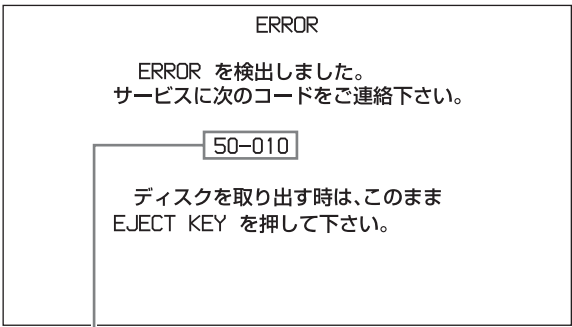 ERROR
ERROR を検出しました。
サービスに次のコードをご連絡下さい。
50-010
ディスクを取り出す時は、このまま
EJECT KEY を押して下さい。